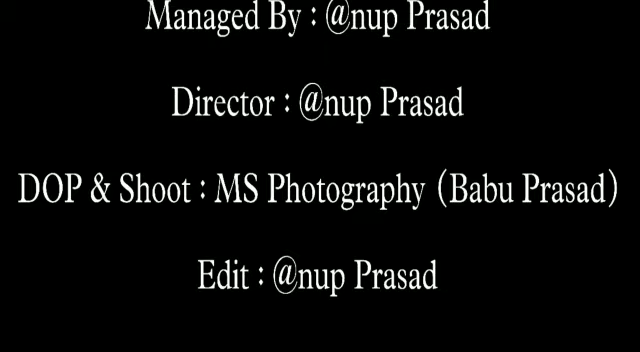 Managed By : @nup Prasad
Director : @nup Prasad
DOP & Shoot : MS Photography (Babu Prasad)
Edit : @nup Prasad